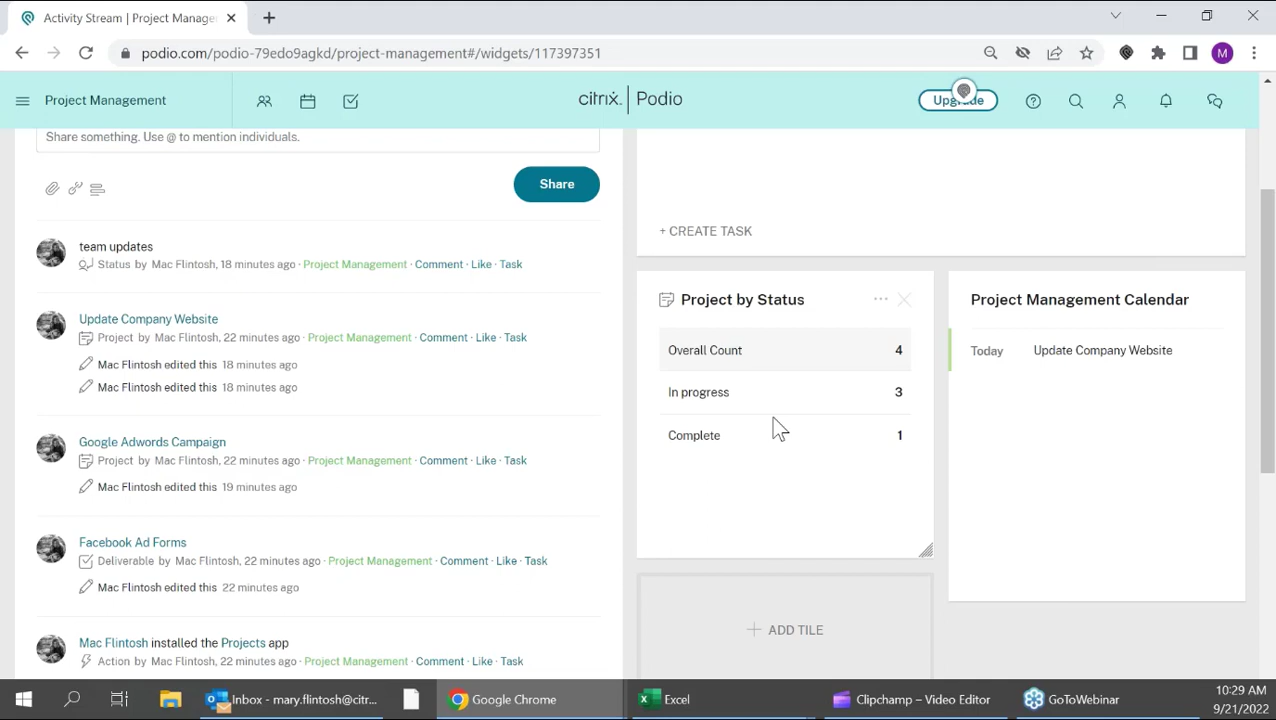 Activity Stream | Project Manage
podio.com/podio-79edo9agkd/project-management#/widgets/117397351
M
Project Management
citrix. | Podio
Upgrade
Share something. Use @ to mention individuals.
Share
team updates
Status by Mac Flintosh, 18 minutes ago · Project Management · Comment · Like · Task
Update Company Website
Project by Mac Flintosh, 22 minutes ago · Project Management · Comment · Like · Task
Mac Flintosh edited this 18 minutes ago
Mac Flintosh edited this 18 minutes ago
Google Adwords Campaign
Project by Mac Flintosh, 22 minutes ago · Project Management · Comment · Like · Task
Mac Flintosh edited this 19 minutes ago
Facebook Ad Forms
Deliverable by Mac Flintosh, 22 minutes ago · Project Management · Comment · Like · Task
Mac Flintosh edited this 22 minutes ago
Mac Flintosh installed the Projects app
Action by Mac Flintosh, 22 minutes ago · Project Management · Comment · Like · Task
+ CREATE TASK
Project by Status
Overall Count 4
In progress 3
Complete 1
+ ADD TILE
Project Management Calendar
Today Update Company Website
Inbox - mary.flintosh@citr...
Google Chrome
Excel
Clipchamp – Video Editor
GoToWebinar
10:29 AM
9/21/2022